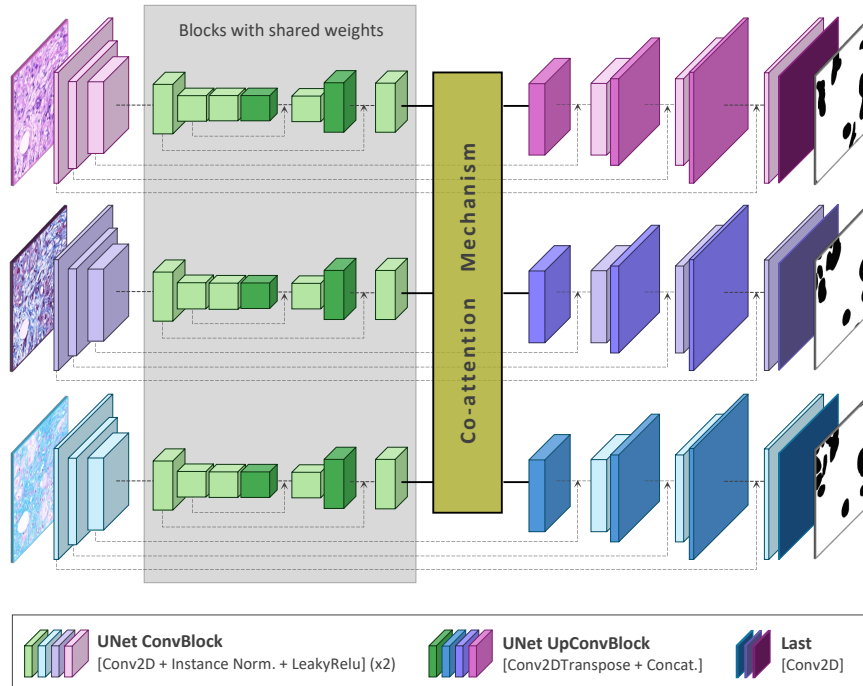 Blocks with shared weights
Co-attention Mechanism
UNet ConvBlock
[Conv2D + Instance Norm. + LeakyRelu] (x2)
UNet UpConvBlock
[Conv2DTranspose + Concat.]
Last
[Conv2D]